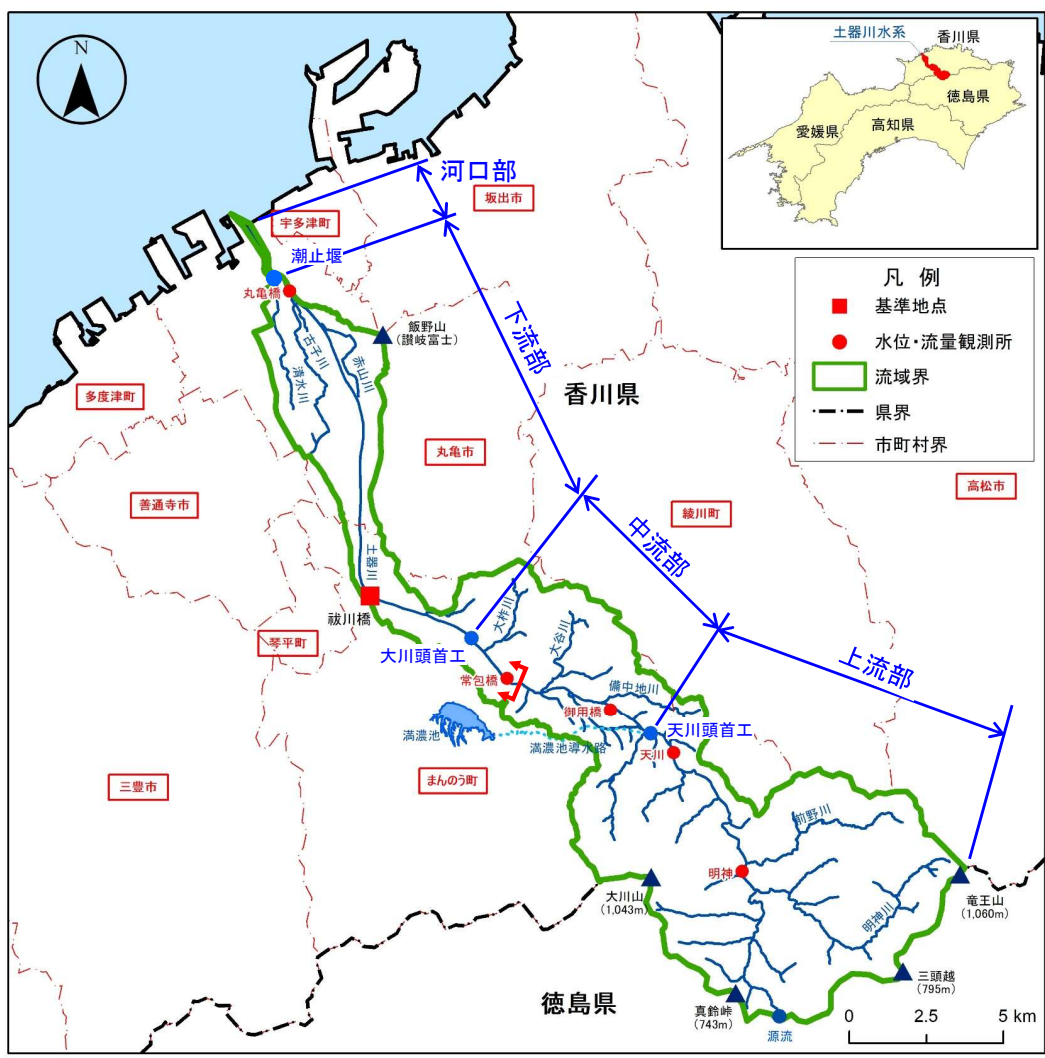 N
土器川水系
香川県
徳島県
愛媛県
高知県
河口部
坂出市
宇多津町
潮止堰
丸亀橋
飯野山
(讃岐富士)
凡 例
基準地点
水位・流量観測所
流域界
県界
市町村界
下流部
古子川
清水川
赤山川
多度津町
香川県
丸亀市
善通寺市
綾川町
高松市
中流部
土器川
祓川橋
琴平町
大川頭首工
大柞川
大谷川
常包橋
備中地川
御用橋
上流部
天川頭首工
天川
満濃池
満濃池導水路
まんのう町
三豊市
前野川
明神
大川山
(1,043m)
明神川
竜王山
(1,060m)
三頭越
(795m)
真鈴峠
(743m)
源流
徳島県
0 2.5 5 km